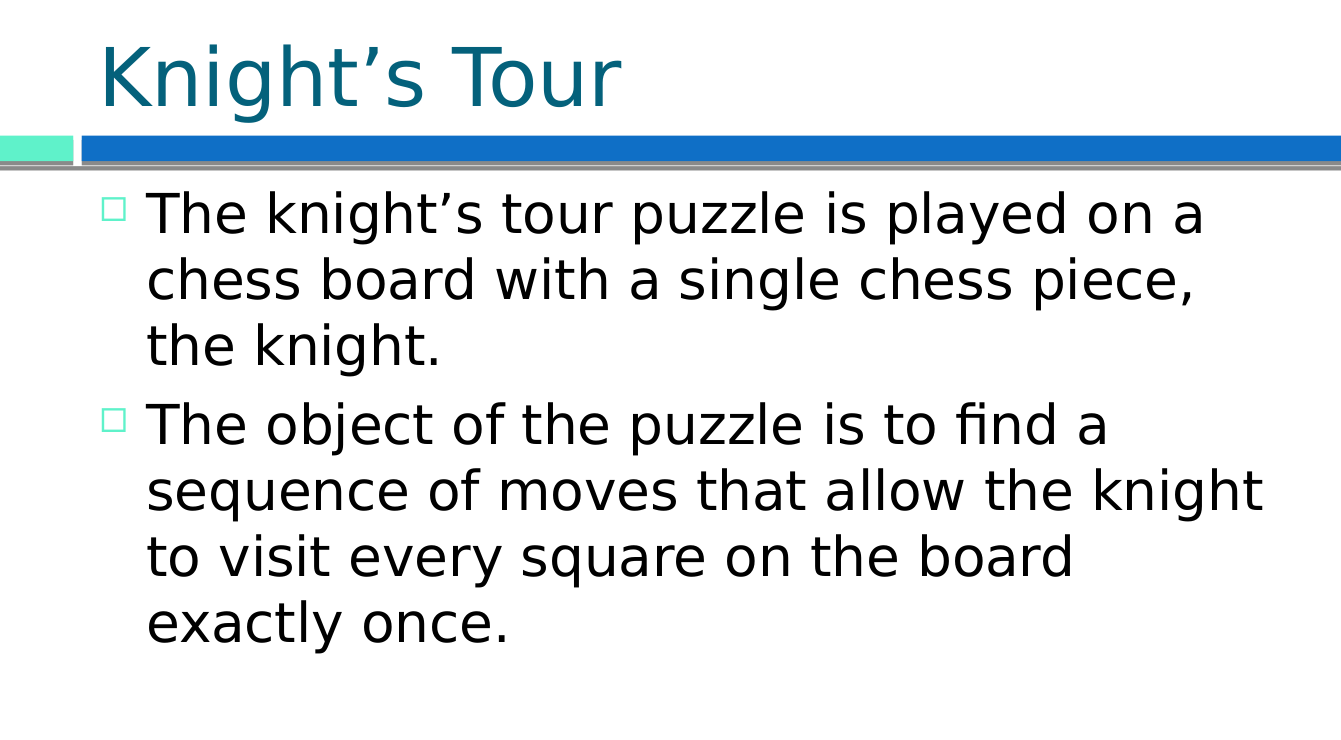 Knight’s Tour
The knight’s tour puzzle is played on a
chess board with a single chess piece,
the knight.
The object of the puzzle is to find a
sequence of moves that allow the knight
to visit every square on the board
exactly once.